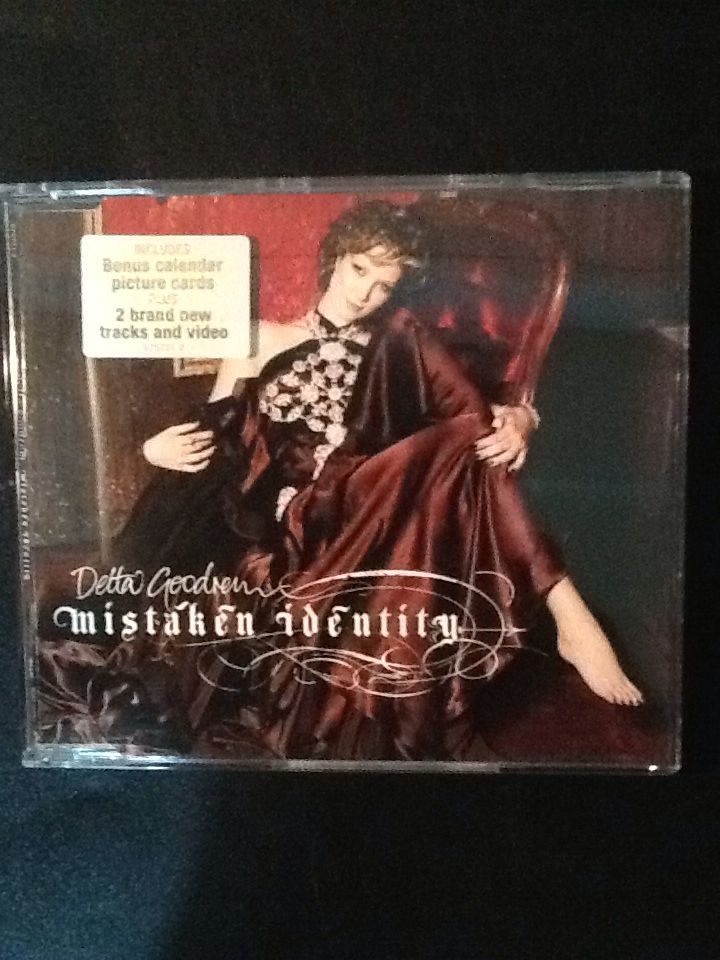 INCLUDES
Bonus calendar
picture cards
PLUS
2 brand new
tracks and video
Delta Goodrem
mistaken identity